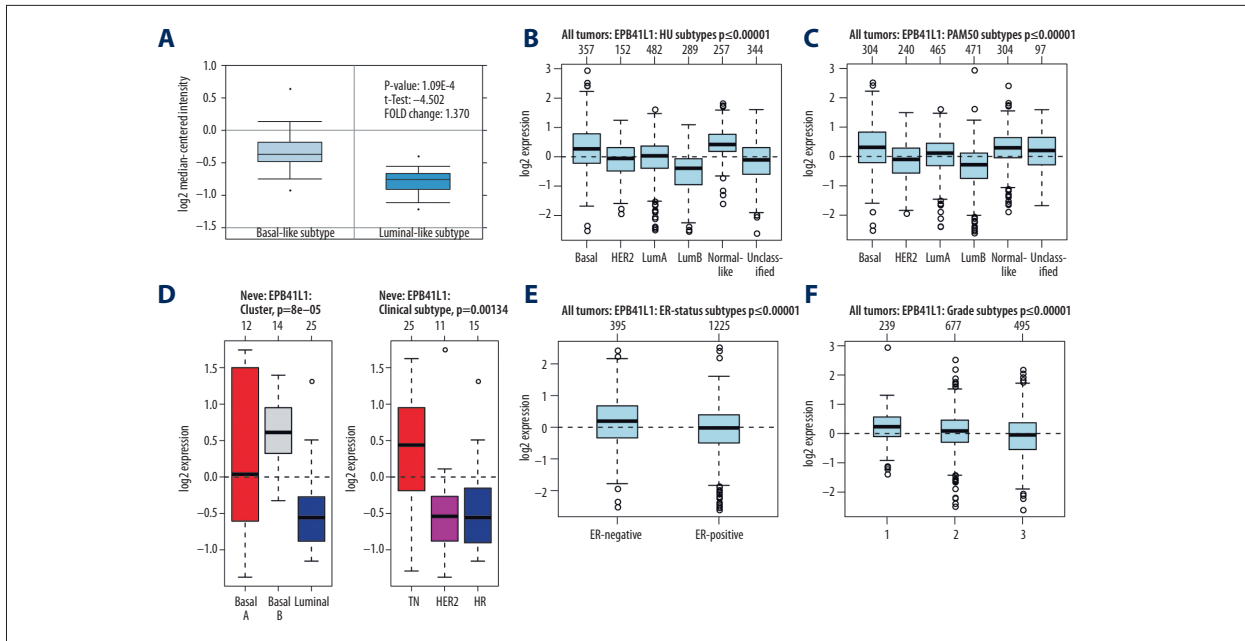 A
1.0
0.5
0.0
−0.5
−1.0
−1.5
log2 median-centered intensity
P-value: 1.09E-4
t-Test: −4.502
FOLD change: 1.370
Basal-like subtype
Luminal-like subtype
B
All tumors: EPB41L1: HU subtypes p≤0.00001
357 152 482 289 257 344
3
2
1
0
−1
−2
log2 expression
Basal HER2 LumA LumB Normal- Unclass-
like ified
C
All tumors: EPB41L1: PAM50 subtypes p≤0.00001
304 240 465 471 304 97
3
2
1
0
−1
−2
log2 expression
Basal HER2 LumA LumB Normal- Unclass-
like ified
D
Neve: EPB41L1:
Cluster, p=8e−05
12 14 25
1.5
1.0
0.5
0.0
−0.5
−1.0
log2 expression
Basal Basal Luminal
A B
Neve: EPB41L1:
Clinical subtype, p=0.00134
25 11 15
1.5
1.0
0.5
0.0
−0.5
−1.0
log2 expression
TN HER2 HR
E
All tumors: EPB41L1: ER-status subtypes p≤0.00001
395 1225
2
1
0
−1
−2
log2 expression
ER-negative ER-positive
F
All tumors: EPB41L1: Grade subtypes p≤0.00001
239 677 495
3
2
1
0
−1
−2
log2 expression
1 2 3